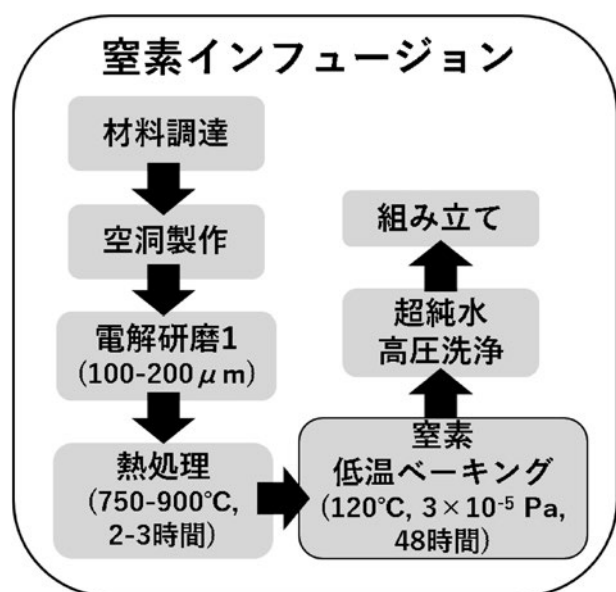 窒素インフュージョン
材料調達
空洞製作
電解研磨1
(100-200μm)
熱処理
(750-900℃,
2-3時間)
窒素
低温ベーキング
(120℃, 3×10⁻⁵ Pa,
48時間)
超純水
高圧洗浄
組み立て